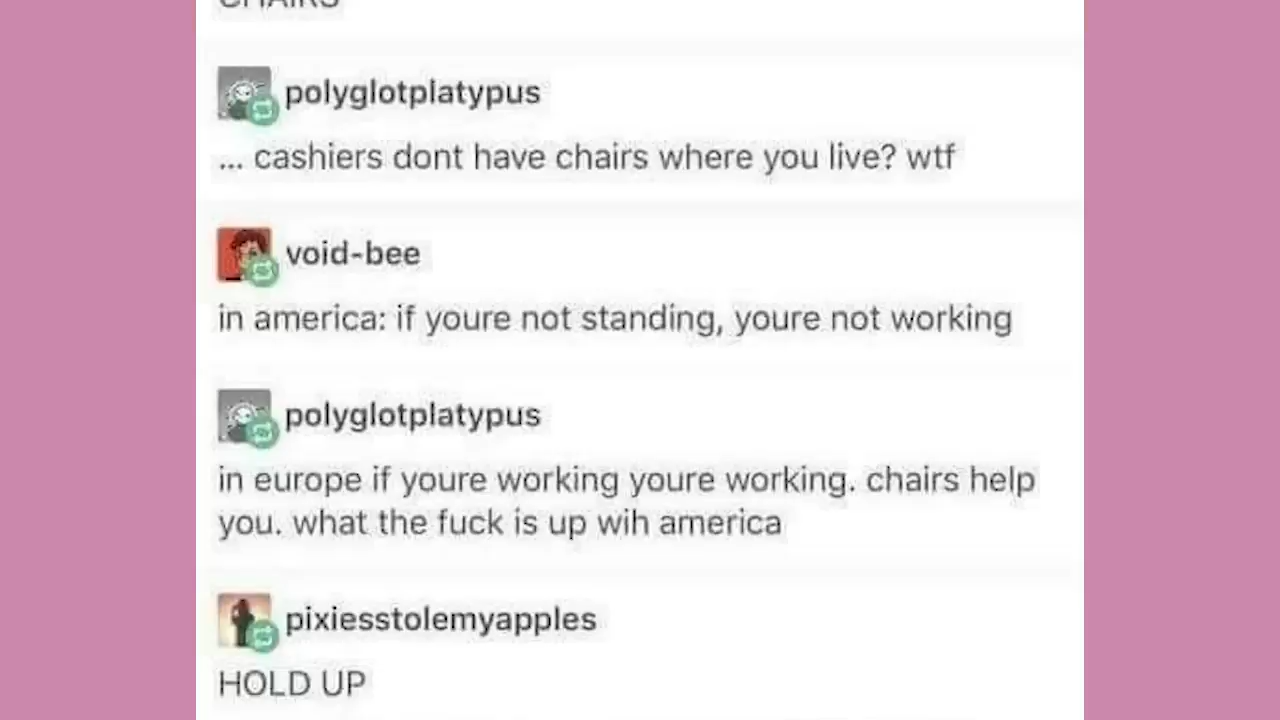 CHAIRS
polyglotplatypus
... cashiers dont have chairs where you live? wtf
void-bee
in america: if youre not standing, youre not working
polyglotplatypus
in europe if youre working youre working. chairs help
you. what the fuck is up wih america
pixiesstolemyapples
HOLD UP